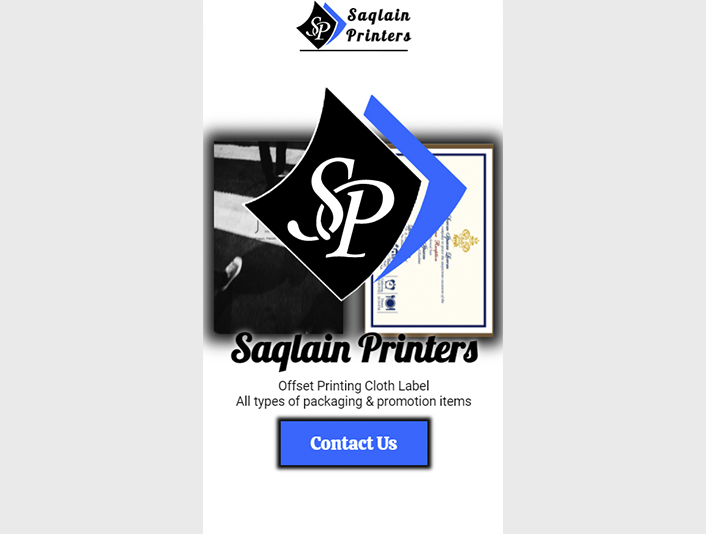 SP
Saqlain
Printers
SP
Saqlain Printers
Offset Printing Cloth Label
All types of packaging & promotion items
Contact Us